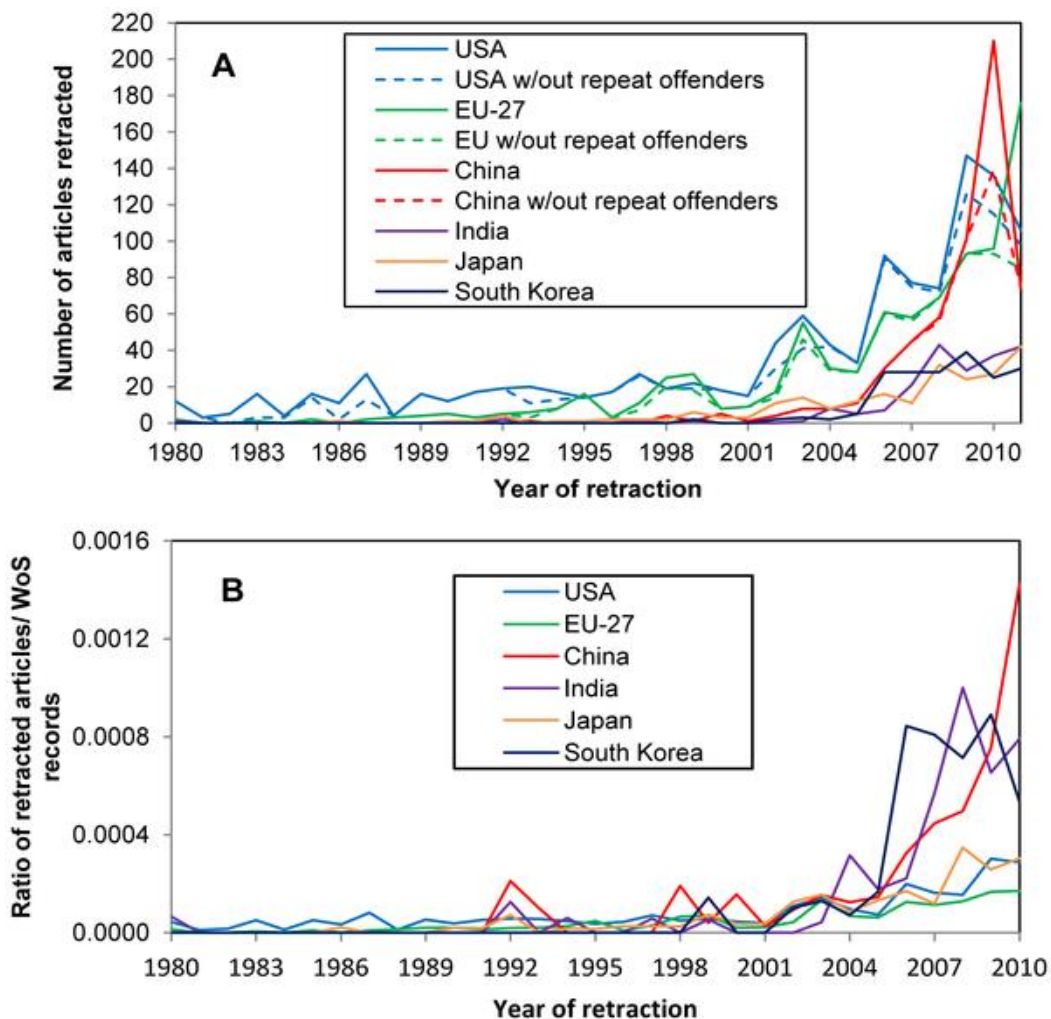 A
Number of articles retracted
220
200
180
160
140
120
100
80
60
40
20
0
USA
USA w/out repeat offenders
EU-27
EU w/out repeat offenders
China
China w/out repeat offenders
India
Japan
South Korea
1980 1983 1986 1989 1992 1995 1998 2001 2004 2007 2010
Year of retraction
B
Ratio of retracted articles/ WoS
records
0.0016
0.0012
0.0008
0.0004
0.0000
USA
EU-27
China
India
Japan
South Korea
1980 1983 1986 1989 1992 1995 1998 2001 2004 2007 2010
Year of retraction